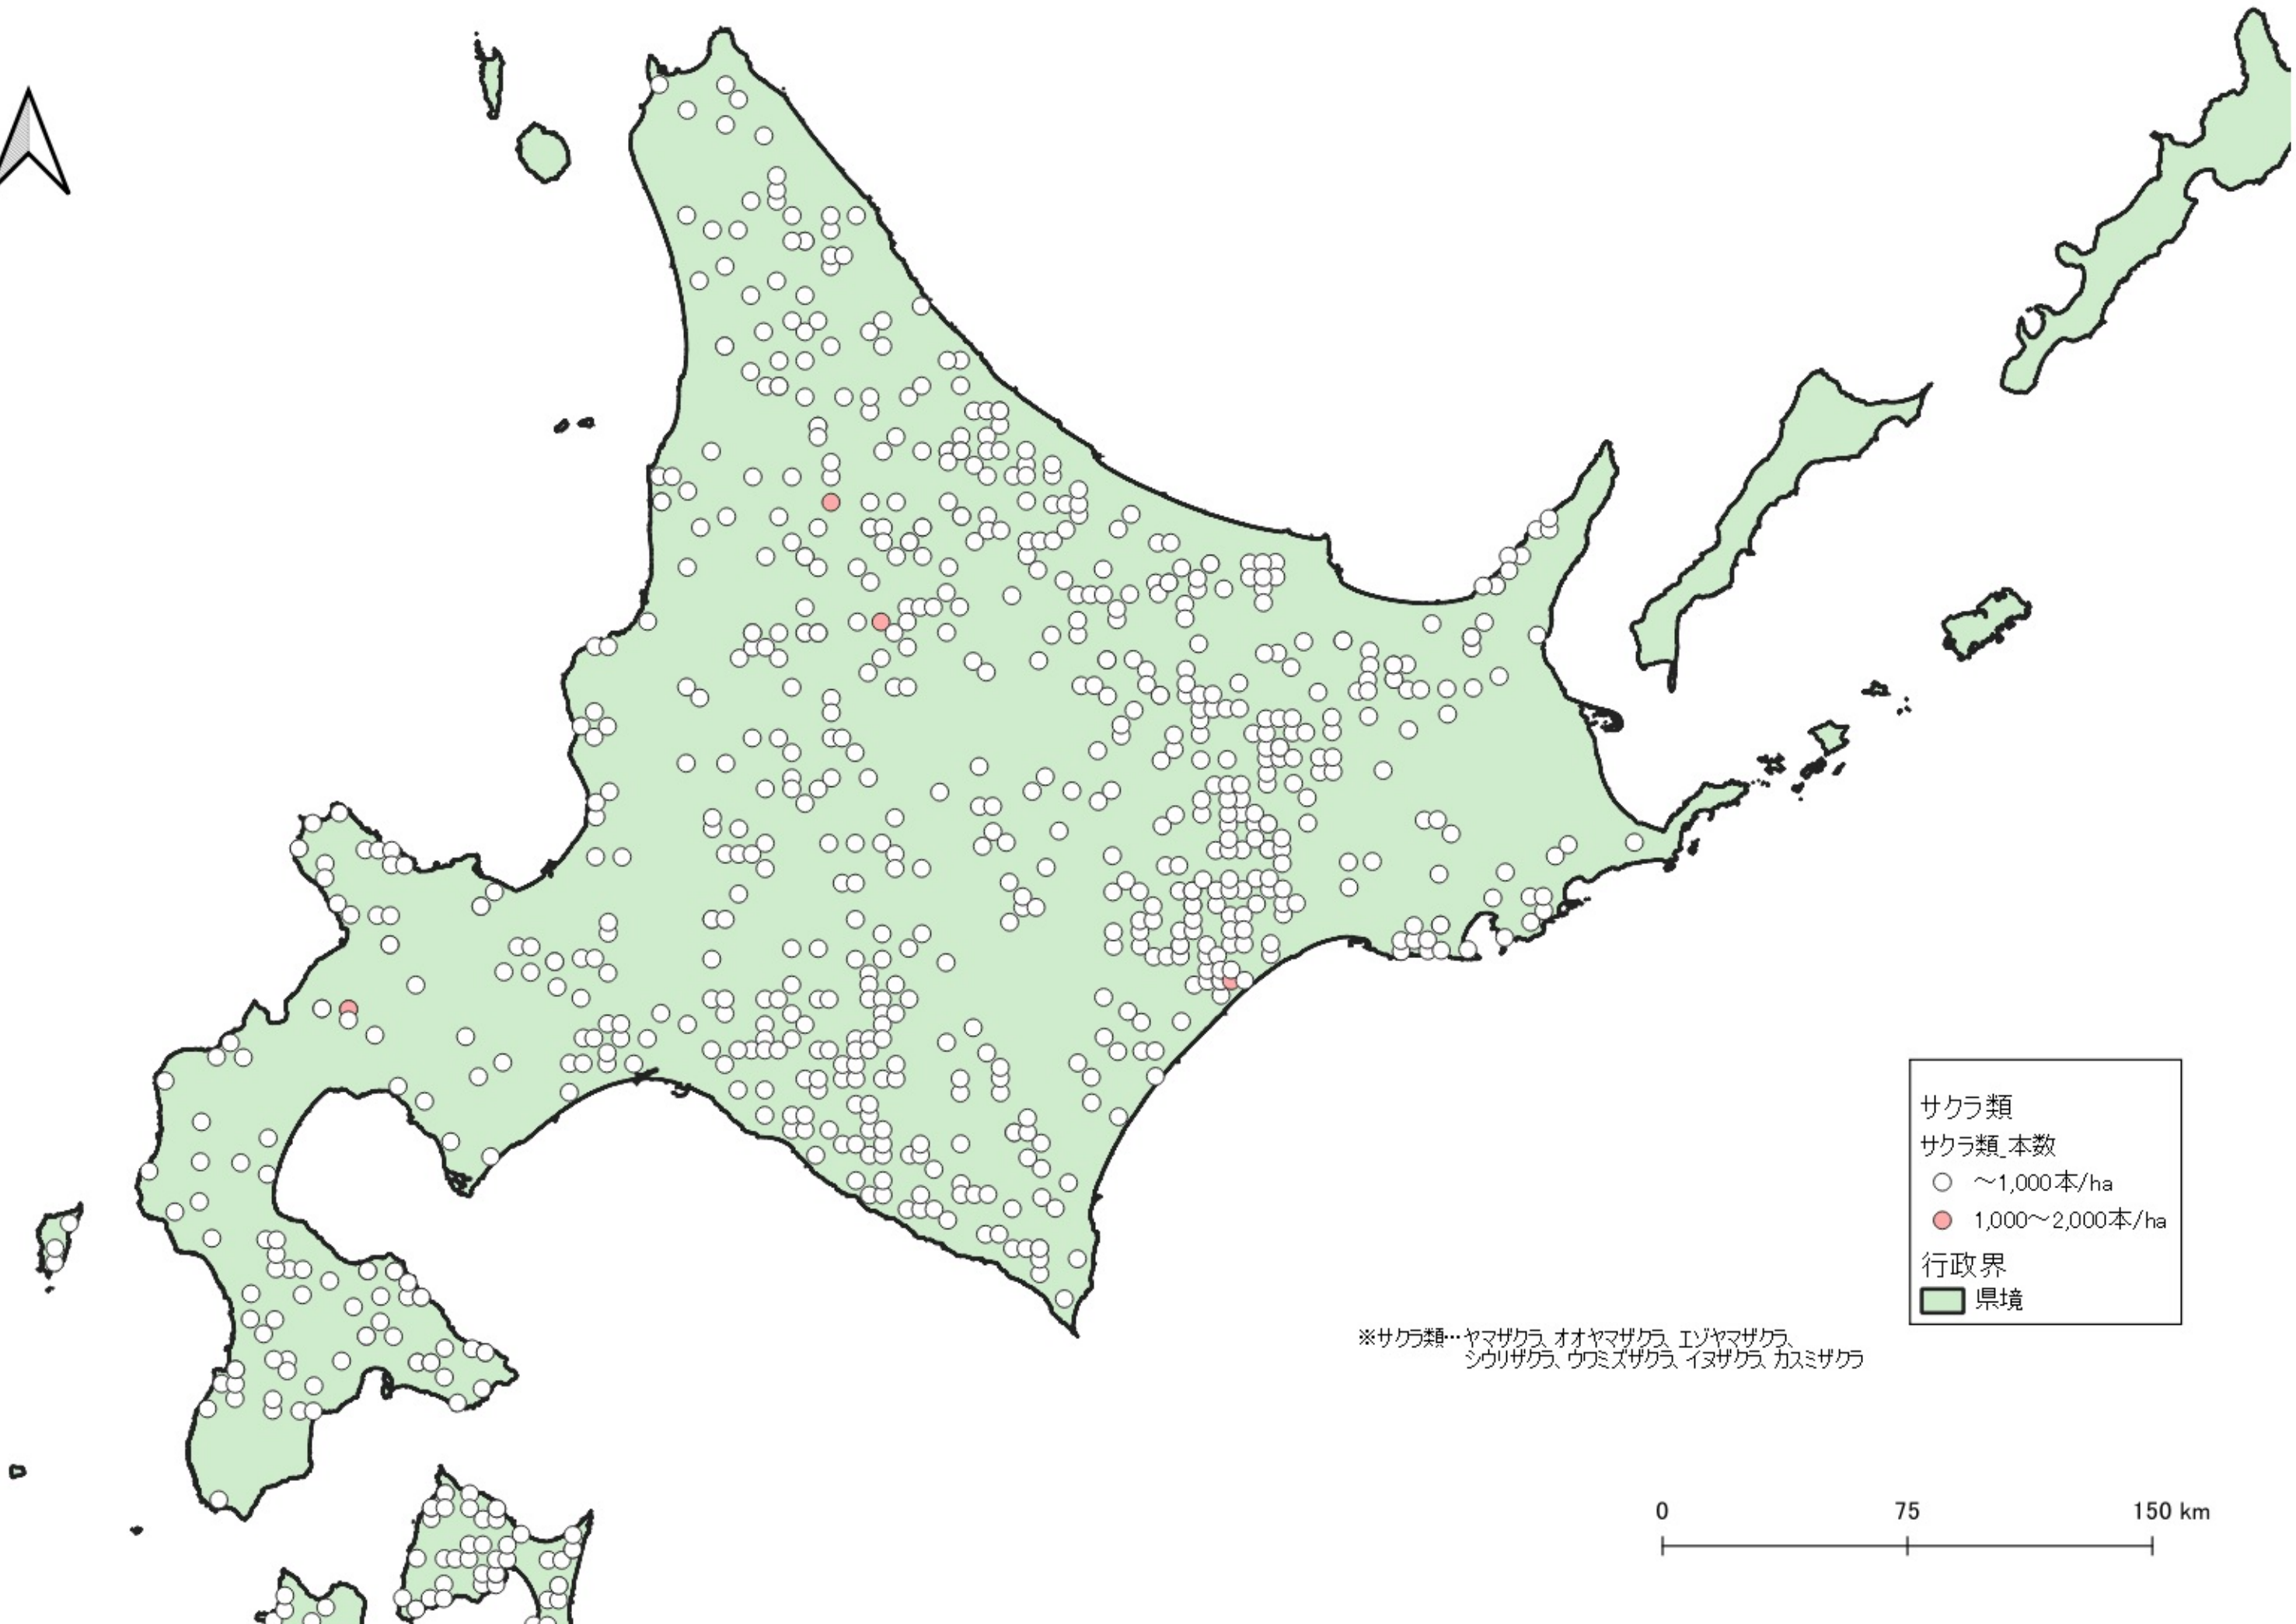 サクラ類
サクラ類_本数
～1,000本/ha
1,000～2,000本/ha
行政界
県境
※サクラ類…ヤマザクラ、オオヤマザクラ、エゾヤマザクラ、
シウリザクラ、ウワミズザクラ、イヌザクラ、カスミザクラ
0 75 150 km